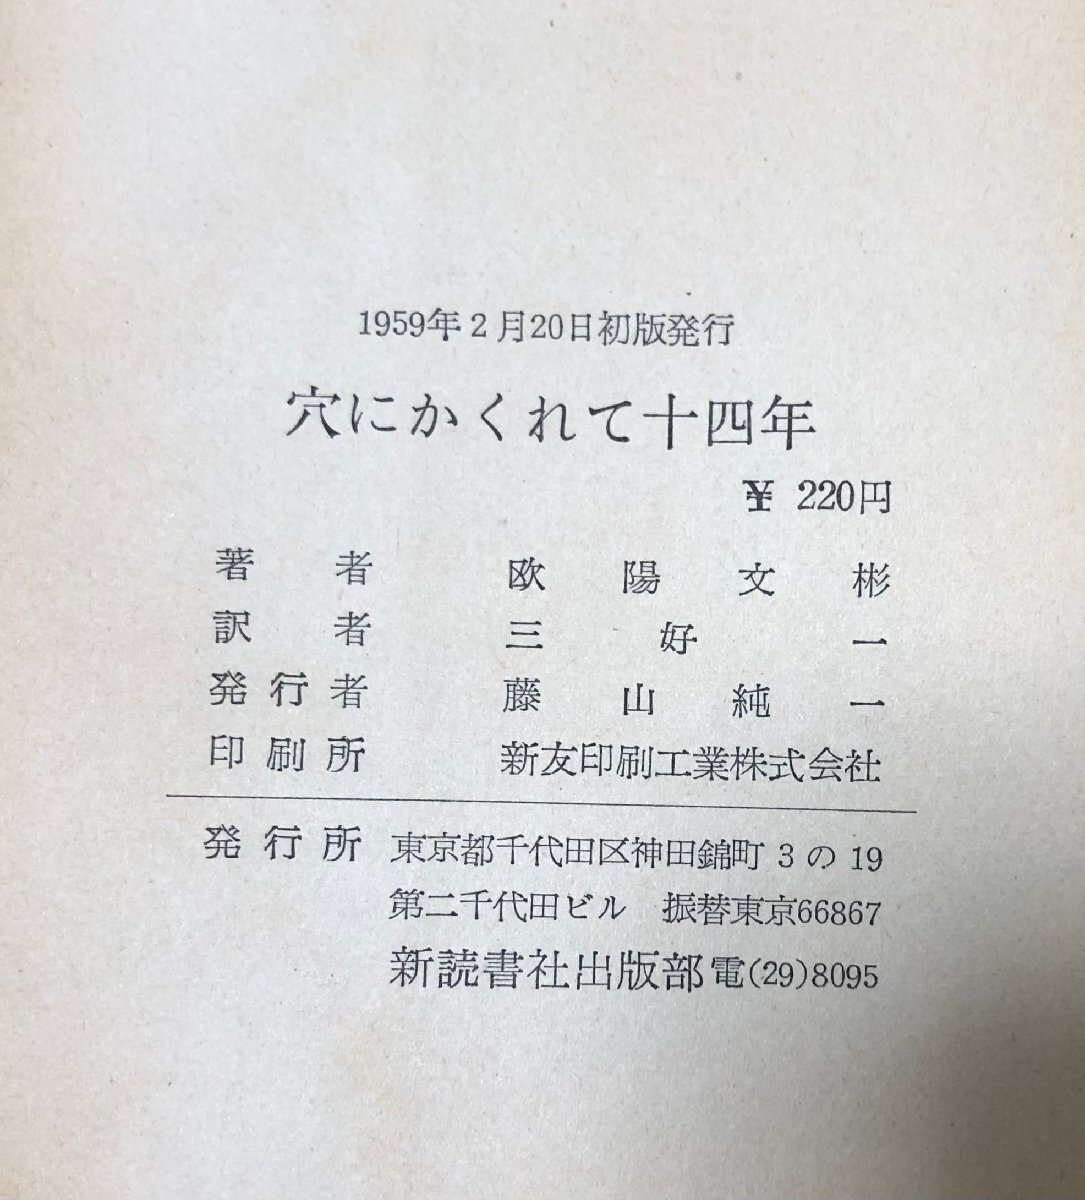 1959年2月20日初版発行
穴にかくれて十四年
¥ 220円
著者 欧陽文彬
訳者 三好一
発行者 藤山純一
印刷所 新友印刷工業株式会社
発行所 東京都千代田区神田錦町3の19
第二千代田ビル 振替東京66867
新読書社出版部電(29)8095